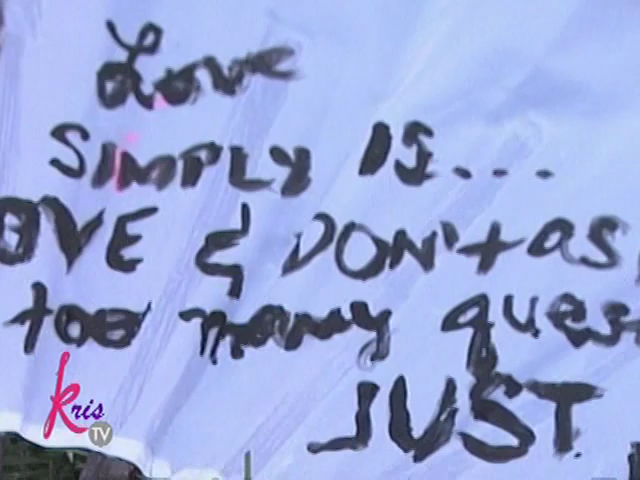 Love
SIMPLY IS...
OVE & DON't as
too many ques
JUST
Kris
TV